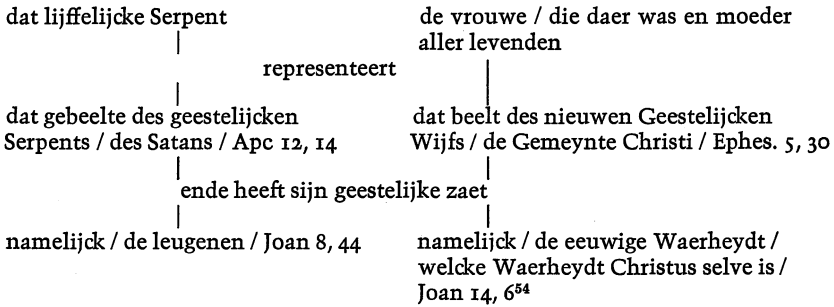 dat lijffelijcke Serpent
de vrouwe / die daer was en moeder
aller levenden
representeert
dat gebeelte des geestelijcken
Serpents / des Satans / Apc 12, 14
dat beelt des nieuwen Geestelijcken
Wijfs / de Gemeynte Christi / Ephes. 5, 30
ende heeft sijn geestelijke zaet
namelijck / de leugenen / Joan 8, 44
namelijck / de eeuwige Waerheydt /
welcke Waerheydt Christus selve is /
Joan 14, 6⁵⁴